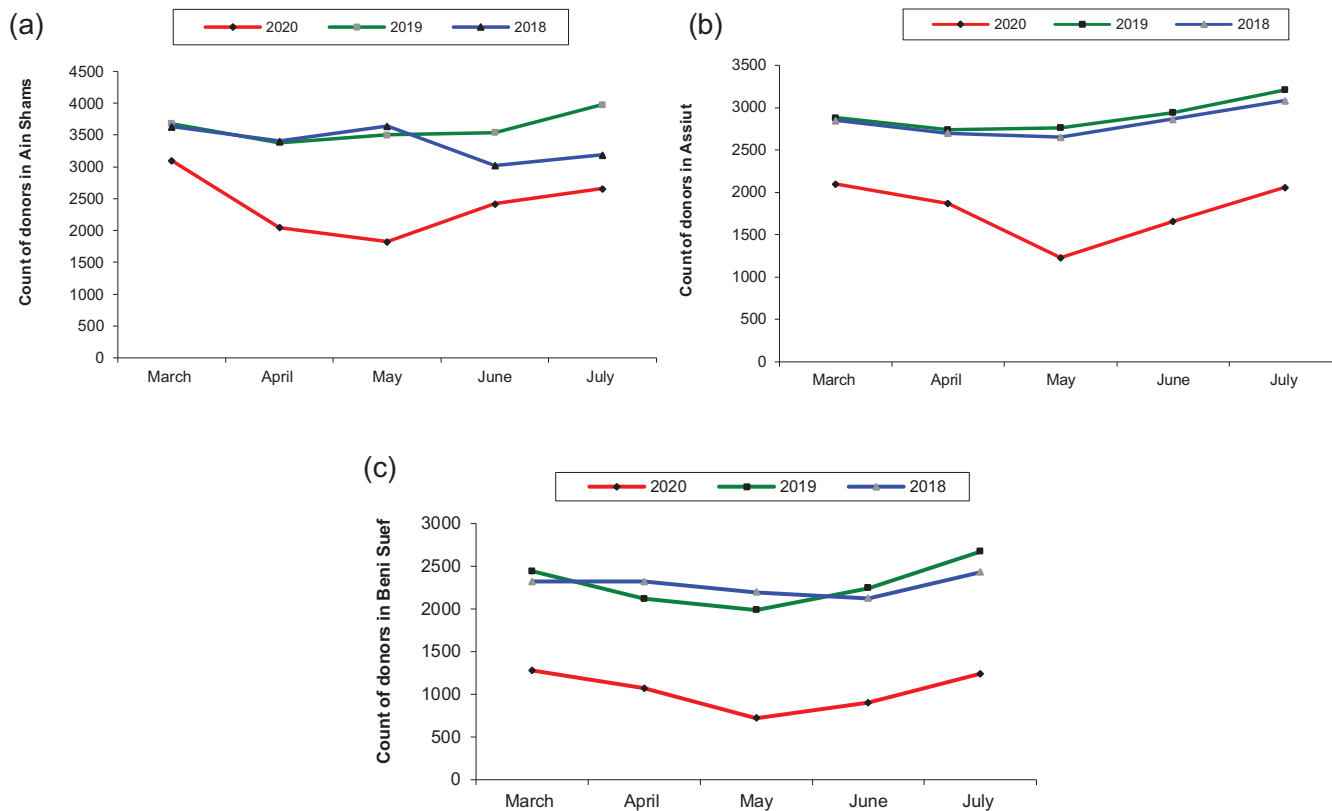 (a)
2020 2019 2018
Count of donors in Ain Shams
4500
4000
3500
3000
2500
2000
1500
1000
500
0
March April May June July
(b)
2020 2019 2018
Count of donors in Assiut
3500
3000
2500
2000
1500
1000
500
0
March April May June July
(c)
2020 2019 2018
Count of donors in Beni Suef
3000
2500
2000
1500
1000
500
0
March April May June July